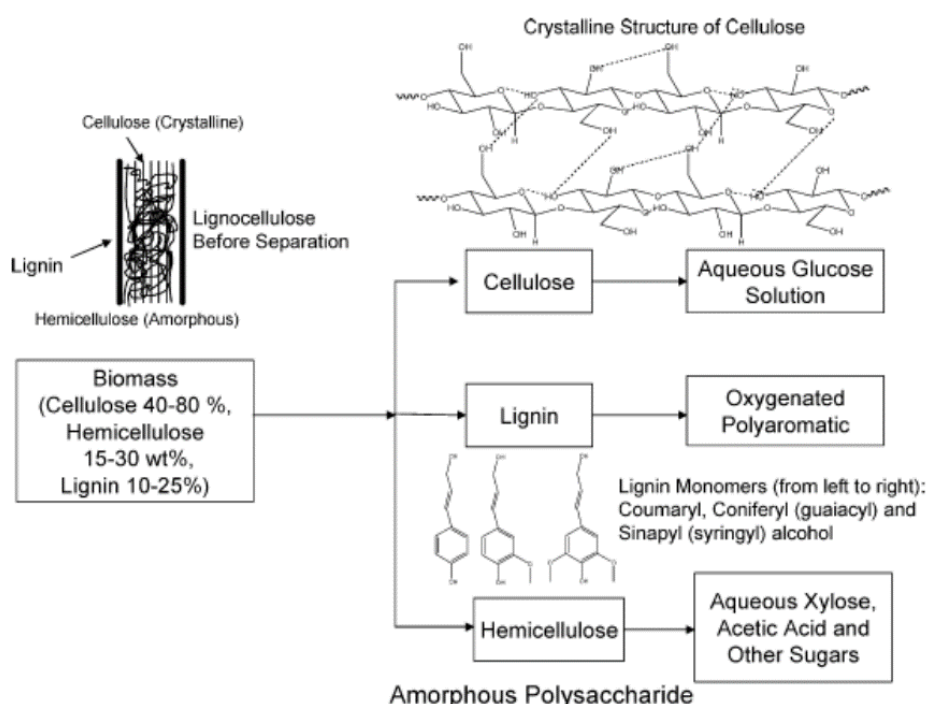 Crystalline Structure of Cellulose
Cellulose (Crystalline)
Lignocellulose
Before Separation
Lignin
Hemicellulose (Amorphous)
Biomass
(Cellulose 40-80 %,
Hemicellulose
15-30 wt%,
Lignin 10-25%)
Cellulose
Aqueous Glucose
Solution
Lignin
Oxygenated
Polyaromatic
Lignin Monomers (from left to right):
Coumaryl, Coniferyl (guaiacyl) and
Sinapyl (syringyl) alcohol
Hemicellulose
Aqueous Xylose,
Acetic Acid and
Other Sugars
Amorphous Polysaccharide